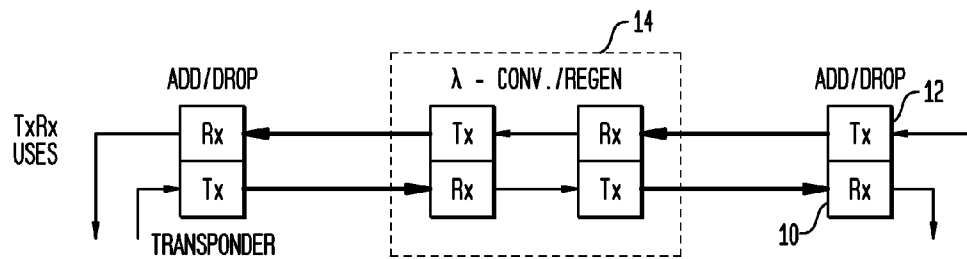 14
ADD/DROP
λ - CONV./REGEN
ADD/DROP
12
TxRx
USES
Rx
Tx
Rx
Tx
Tx
Rx
Tx
Rx
10
TRANSPONDER